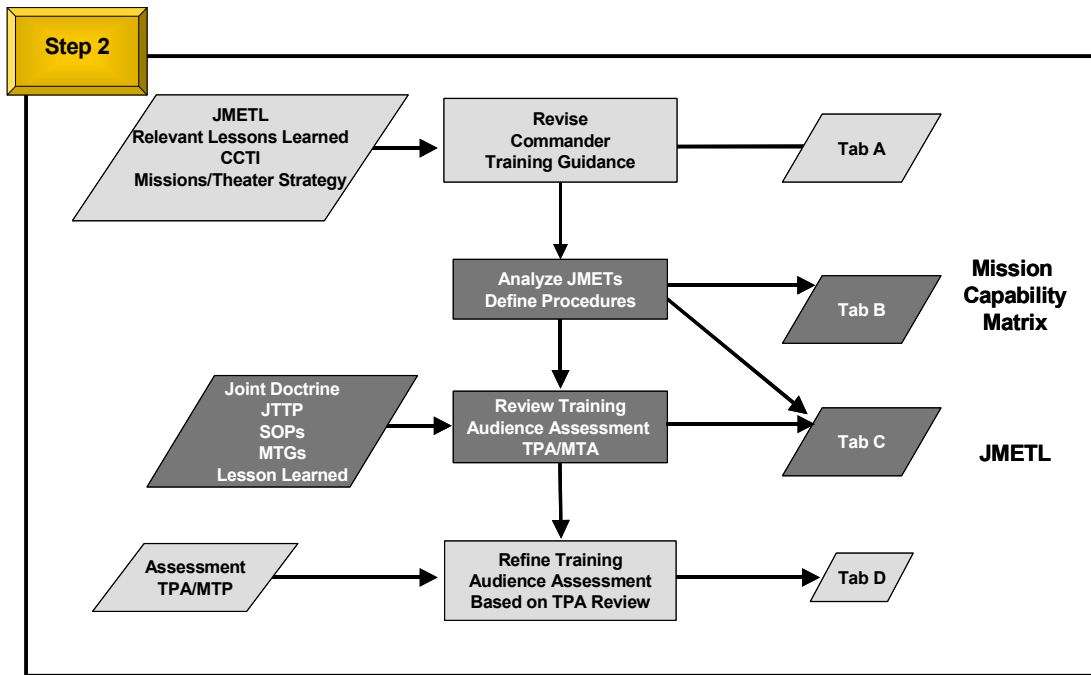 Step 2
JMETL
Relevant Lessons Learned
CCTI
Missions/Theater Strategy
Revise
Commander
Training Guidance
Tab A
Analyze JMETs
Define Procedures
Tab B
Mission
Capability
Matrix
Joint Doctrine
JTTP
SOPs
MTGs
Lesson Learned
Review Training
Audience Assessment
TPA/MTA
Tab C
JMETL
Assessment
TPA/MTP
Refine Training
Audience Assessment
Based on TPA Review
Tab D